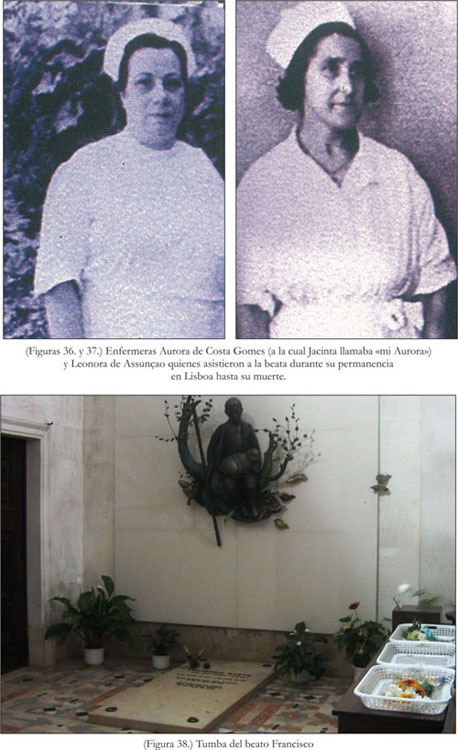 (Figuras 36. y 37.) Enfermeras Aurora de Costa Gomes (a la cual Jacinta llamaba «mi Aurora»)
y Leonora de Assunçao quienes asistieron a la beata durante su permanencia
en Lisboa hasta su muerte.
(Figura 38.) Tumba del beato Francisco